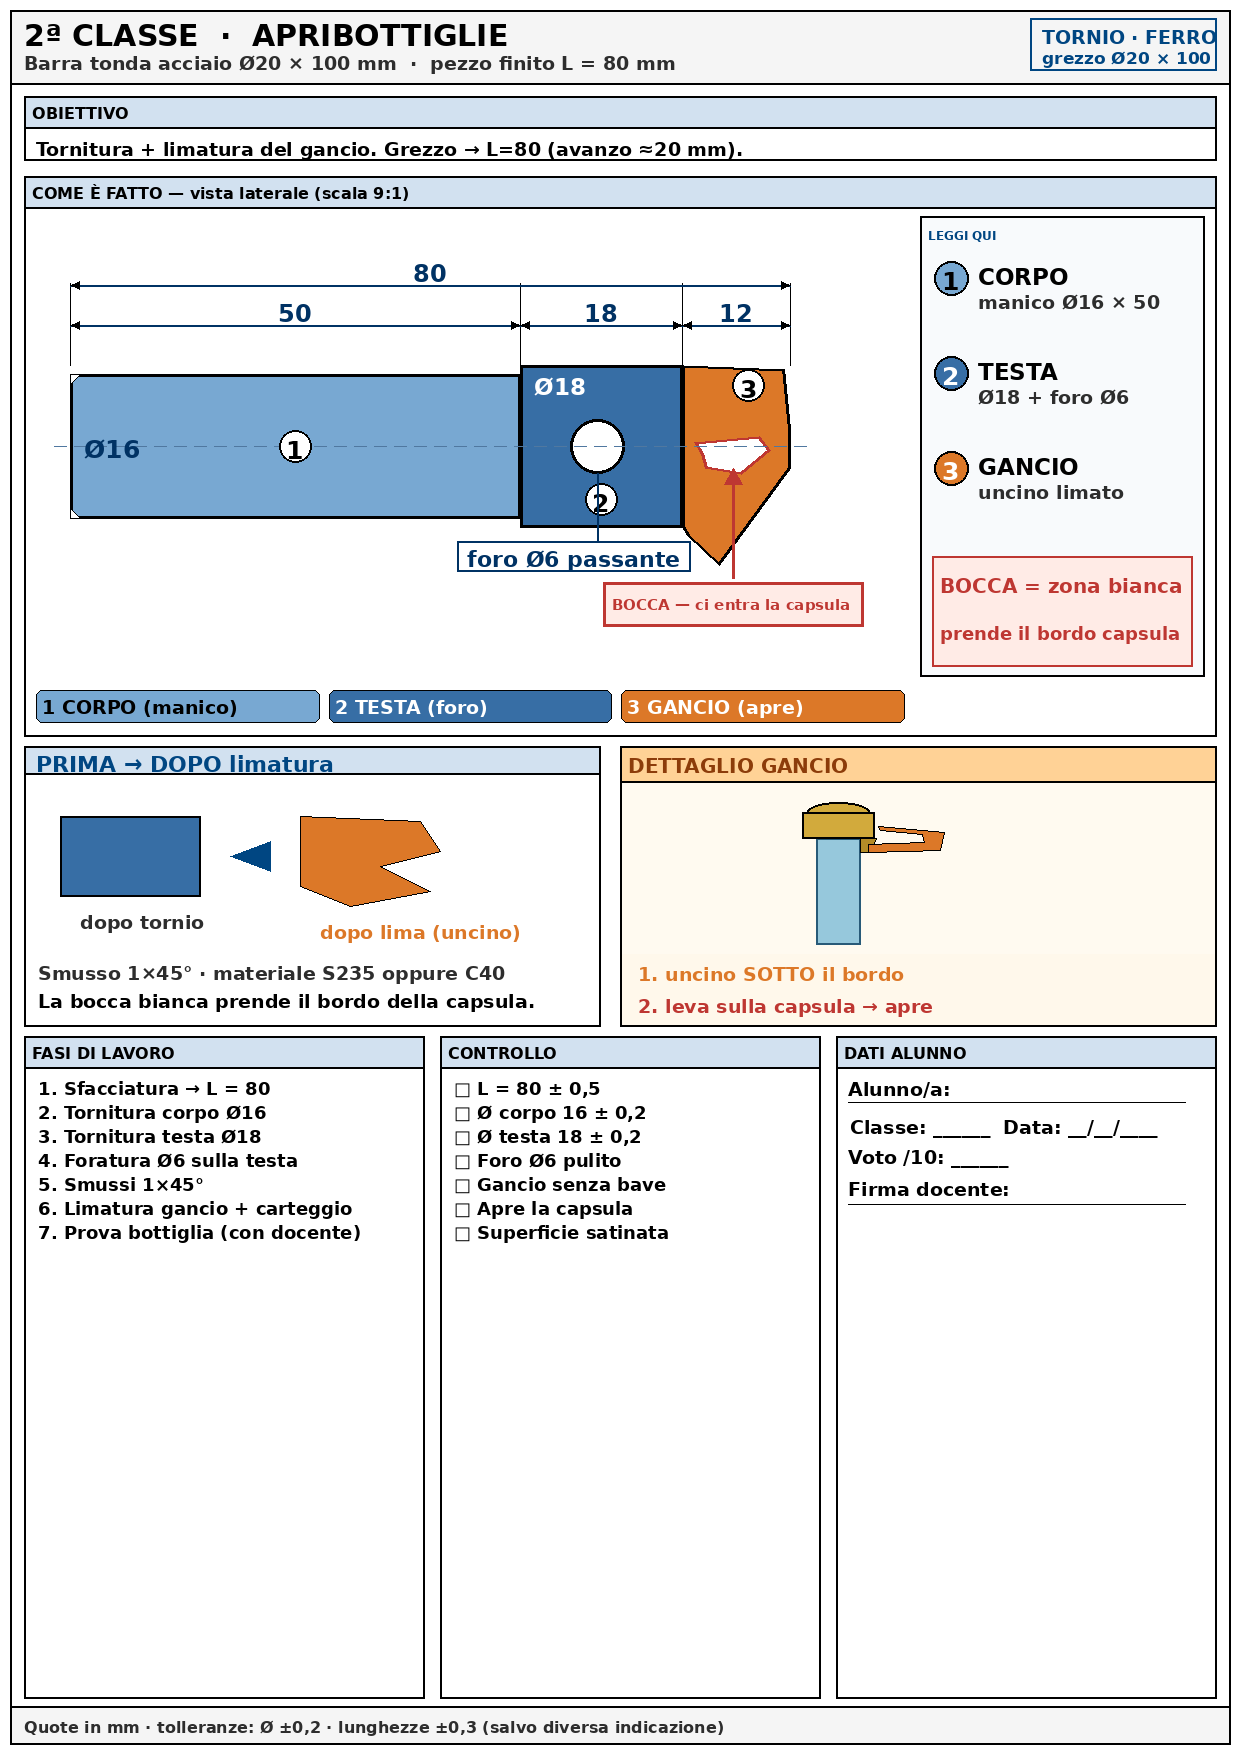 2ª CLASSE · APRIBOTTIGLIE
Barra tonda acciaio Ø20 × 100 mm · pezzo finito L = 80 mm
TORNIO · FERRO
grezzo Ø20 × 100
OBIETTIVO
Tornitura + limatura del gancio. Grezzo → L=80 (avanzo ≈20 mm).
COME È FATTO — vista laterale (scala 9:1)
80
50 18 12
Ø16
1
Ø18
2
3
foro Ø6 passante
BOCCA — ci entra la capsula
LEGGI QUI
1 CORPO
manico Ø16 × 50
2 TESTA
Ø18 + foro Ø6
3 GANCIO
uncino limato
BOCCA = zona bianca
prende il bordo capsula
1 CORPO (manico)
2 TESTA (foro)
3 GANCIO (apre)
PRIMA → DOPO limatura
dopo tornio
dopo lima (uncino)
Smusso 1×45° · materiale S235 oppure C40
La bocca bianca prende il bordo della capsula.
DETTAGLIO GANCIO
1. uncino SOTTO il bordo
2. leva sulla capsula → apre
FASI DI LAVORO
1. Sfacciatura → L = 80
2. Tornitura corpo Ø16
3. Tornitura testa Ø18
4. Foratura Ø6 sulla testa
5. Smussi 1×45°
6. Limatura gancio + carteggio
7. Prova bottiglia (con docente)
CONTROLLO
□ L = 80 ± 0,5
□ Ø corpo 16 ± 0,2
□ Ø testa 18 ± 0,2
□ Foro Ø6 pulito
□ Gancio senza bave
□ Apre la capsula
□ Superficie satinata
DATI ALUNNO
Alunno/a:
Classe: ______ Data: __/__/____
Voto /10: ______
Firma docente:
Quote in mm · tolleranze: Ø ±0,2 · lunghezze ±0,3 (salvo diversa indicazione)